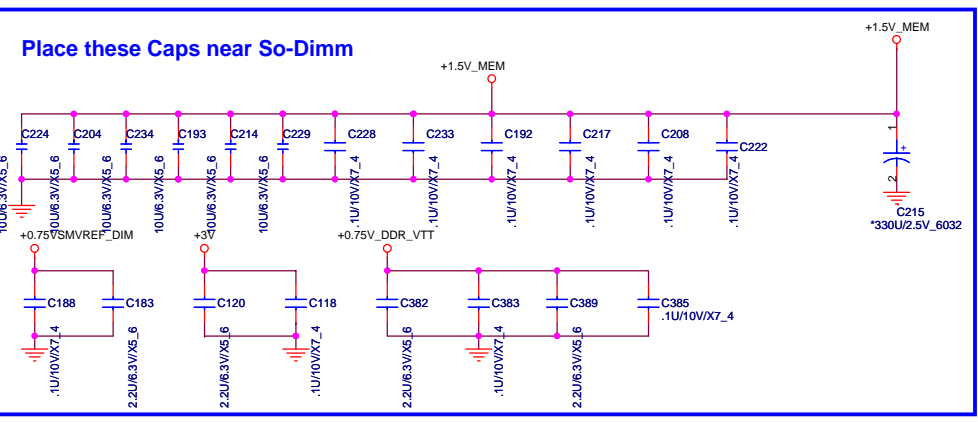 Place these Caps near So-Dimm
+1.5V_MEM
+1.5V_MEM
C224
C204
C234
C193
C214
C229
C228
C233
C192
C217
C208
C222
10U/6.3V/X5_6
10U/6.3V/X5_6
10U/6.3V/X5_6
10U/6.3V/X5_6
10U/6.3V/X5_6
10U/6.3V/X5_6
.1U/10V/X7_4
.1U/10V/X7_4
.1U/10V/X7_4
.1U/10V/X7_4
.1U/10V/X7_4
.1U/10V/X7_4
1
+
2
C215
*330U/2.5V_6032
+0.75VSMVREF_DIM
+3V
+0.75V_DDR_VTT
C188
C183
C120
C118
C382
C383
C389
C385
.1U/10V/X7_4
.1U/10V/X7_4
2.2U/6.3V/X5_6
2.2U/6.3V/X5_6
.1U/10V/X7_4
2.2U/6.3V/X5_6
.1U/10V/X7_4
2.2U/6.3V/X5_6